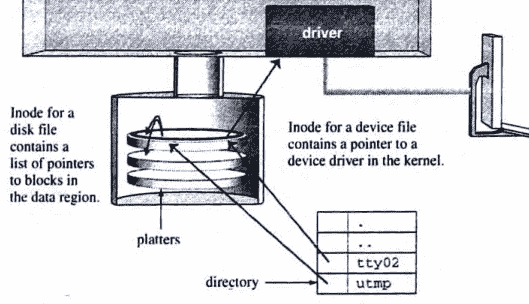 driver
Inode for a
disk file
contains a
list of pointers
to blocks in
the data region.
Inode for a device file
contains a pointer to a
device driver in the kernel.
platters
.
..
tty02
directory
utmp